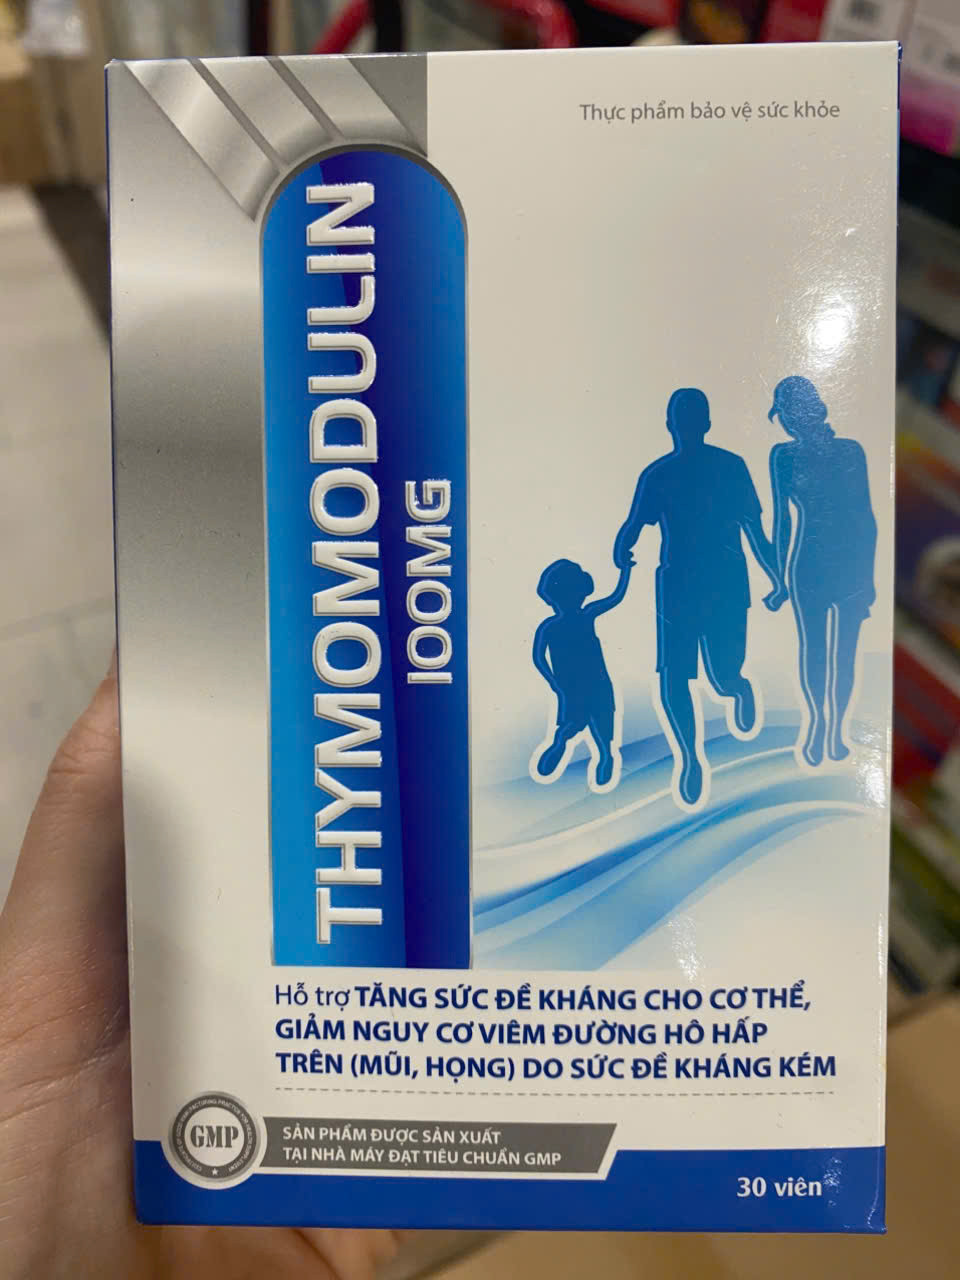 Thực phẩm bảo vệ sức khỏe
THYMOMODULIN
100MG
Hỗ trợ TĂNG SỨC ĐỀ KHÁNG CHO CƠ THỂ,
GIẢM NGUY CƠ VIÊM ĐƯỜNG HÔ HẤP
TRÊN (MŨI, HỌNG) DO SỨC ĐỀ KHÁNG KÉM
GMP
SẢN PHẨM ĐƯỢC SẢN XUẤT
TẠI NHÀ MÁY ĐẠT TIÊU CHUẨN GMP
30 viên